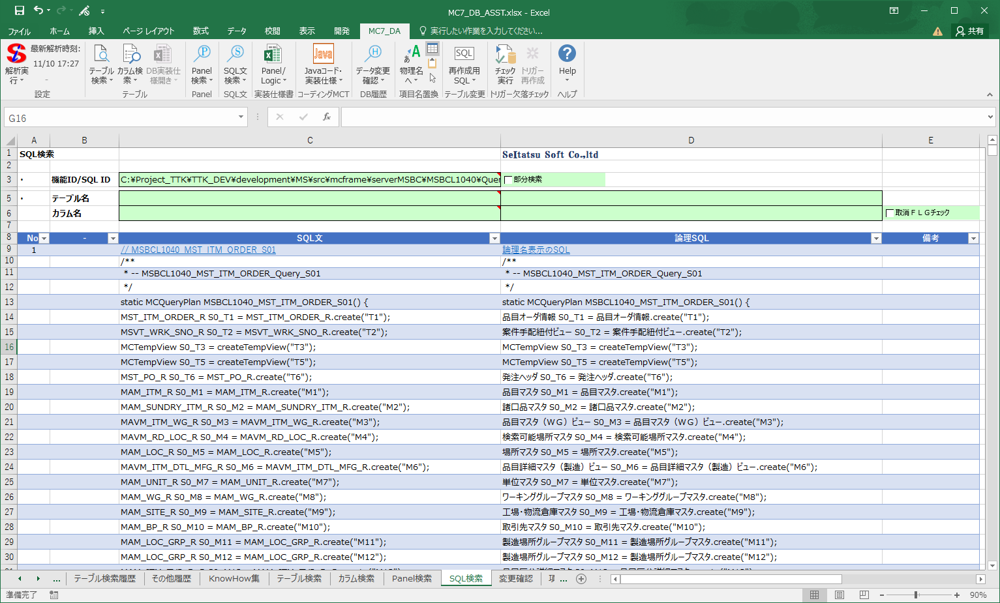 MC7_DB_ASST.xlsx - Excel
ファイル ホーム 挿入 ページ レイアウト 数式 データ 校閲 表示 開発 MC7_DA 実行したい作業を入力してください... 共有
最新解析時刻:
11/10 17:27
-
解析実行
テーブル検索
カラム検索
DB実装仕様開き
Panel検索
SQL文検索
Panel/Logic
Javaコード・実装仕様
データ変更確認
物理名へ
SQL
再作成用SQL
チェック実行
トリガー再作成
Help
設定 テーブル Panel SQL文 実装仕様書 コーディングMCT DB履歴 項目名置換 テーブル変更 トリガー欠落チェック ヘルプ
G16
fx
A B C D E
1 SQL検索 SeItatsu Soft Co.,ltd
2
3 ・ 機能ID/SQL ID C:¥Project_TTK¥TTK_DEV¥development¥MS¥src¥mcframe¥serverMSBC¥MSBCL1040¥Quer 部分検索
5 ・ テーブル名
6 カラム名 取消ＦＬＧチェック
7
8 No - SQL文 論理SQL 備考
9 1 // MSBCL1040_MST_ITM_ORDER_S01 論理名表示のSQL
10 /** /**
11 * -- MSBCL1040_MST_ITM_ORDER_Query_S01 * -- MSBCL1040_MST_ITM_ORDER_Query_S01
12 */ */
13 static MCQueryPlan MSBCL1040_MST_ITM_ORDER_S01() { static MCQueryPlan MSBCL1040_MST_ITM_ORDER_S01() {
14 MST_ITM_ORDER_R S0_T1 = MST_ITM_ORDER_R.create("T1"); 品目オーダ情報 S0_T1 = 品目オーダ情報.create("T1");
15 MSVT_WRK_SNO_R S0_T2 = MSVT_WRK_SNO_R.create("T2"); 案件手配紐付ビュー S0_T2 = 案件手配紐付ビュー.create("T2");
16 MCTempView S0_T3 = createTempView("T3"); MCTempView S0_T3 = createTempView("T3");
17 MCTempView S0_T5 = createTempView("T5"); MCTempView S0_T5 = createTempView("T5");
18 MST_PO_R S0_T6 = MST_PO_R.create("T6"); 発注ヘッダ S0_T6 = 発注ヘッダ.create("T6");
19 MAM_ITM_R S0_M1 = MAM_ITM_R.create("M1"); 品目マスタ S0_M1 = 品目マスタ.create("M1");
20 MAM_SUNDRY_ITM_R S0_M2 = MAM_SUNDRY_ITM_R.create("M2"); 諸口品マスタ S0_M2 = 諸口品マスタ.create("M2");
21 MAVM_ITM_WG_R S0_M3 = MAVM_ITM_WG_R.create("M3"); 品目マスタ（ＷＧ）ビュー S0_M3 = 品目マスタ（ＷＧ）ビュー.create("M3");
22 MAVM_RD_LOC_R S0_M4 = MAVM_RD_LOC_R.create("M4"); 検索可能場所マスタ S0_M4 = 検索可能場所マスタ.create("M4");
23 MAM_LOC_R S0_M5 = MAM_LOC_R.create("M5"); 場所マスタ S0_M5 = 場所マスタ.create("M5");
24 MAVM_ITM_DTL_MFG_R S0_M6 = MAVM_ITM_DTL_MFG_R.create("M6"); 品目詳細マスタ（製造）ビュー S0_M6 = 品目詳細マスタ（製造）ビュー.create("M6");
25 MAM_UNIT_R S0_M7 = MAM_UNIT_R.create("M7"); 単位マスタ S0_M7 = 単位マスタ.create("M7");
26 MAM_WG_R S0_M8 = MAM_WG_R.create("M8"); ワーキンググループマスタ S0_M8 = ワーキンググループマスタ.create("M8");
27 MAM_SITE_R S0_M9 = MAM_SITE_R.create("M9"); 工場・物流倉庫マスタ S0_M9 = 工場・物流倉庫マスタ.create("M9");
28 MAM_BP_R S0_M10 = MAM_BP_R.create("M10"); 取引先マスタ S0_M10 = 取引先マスタ.create("M10");
29 MAM_LOC_GRP_R S0_M11 = MAM_LOC_GRP_R.create("M11"); 製造場所グループマスタ S0_M11 = 製造場所グループマスタ.create("M11");
30 MAM_LOC_GRP_R S0_M12 = MAM_LOC_GRP_R.create("M12"); 製造場所グループマスタ S0_M12 = 製造場所グループマスタ.create("M12");
... テーブル検索履歴 その他履歴 KnowHow集 テーブル検索 カラム検索 Panel検索 SQL検索 変更確認 項 ...
準備完了 90%